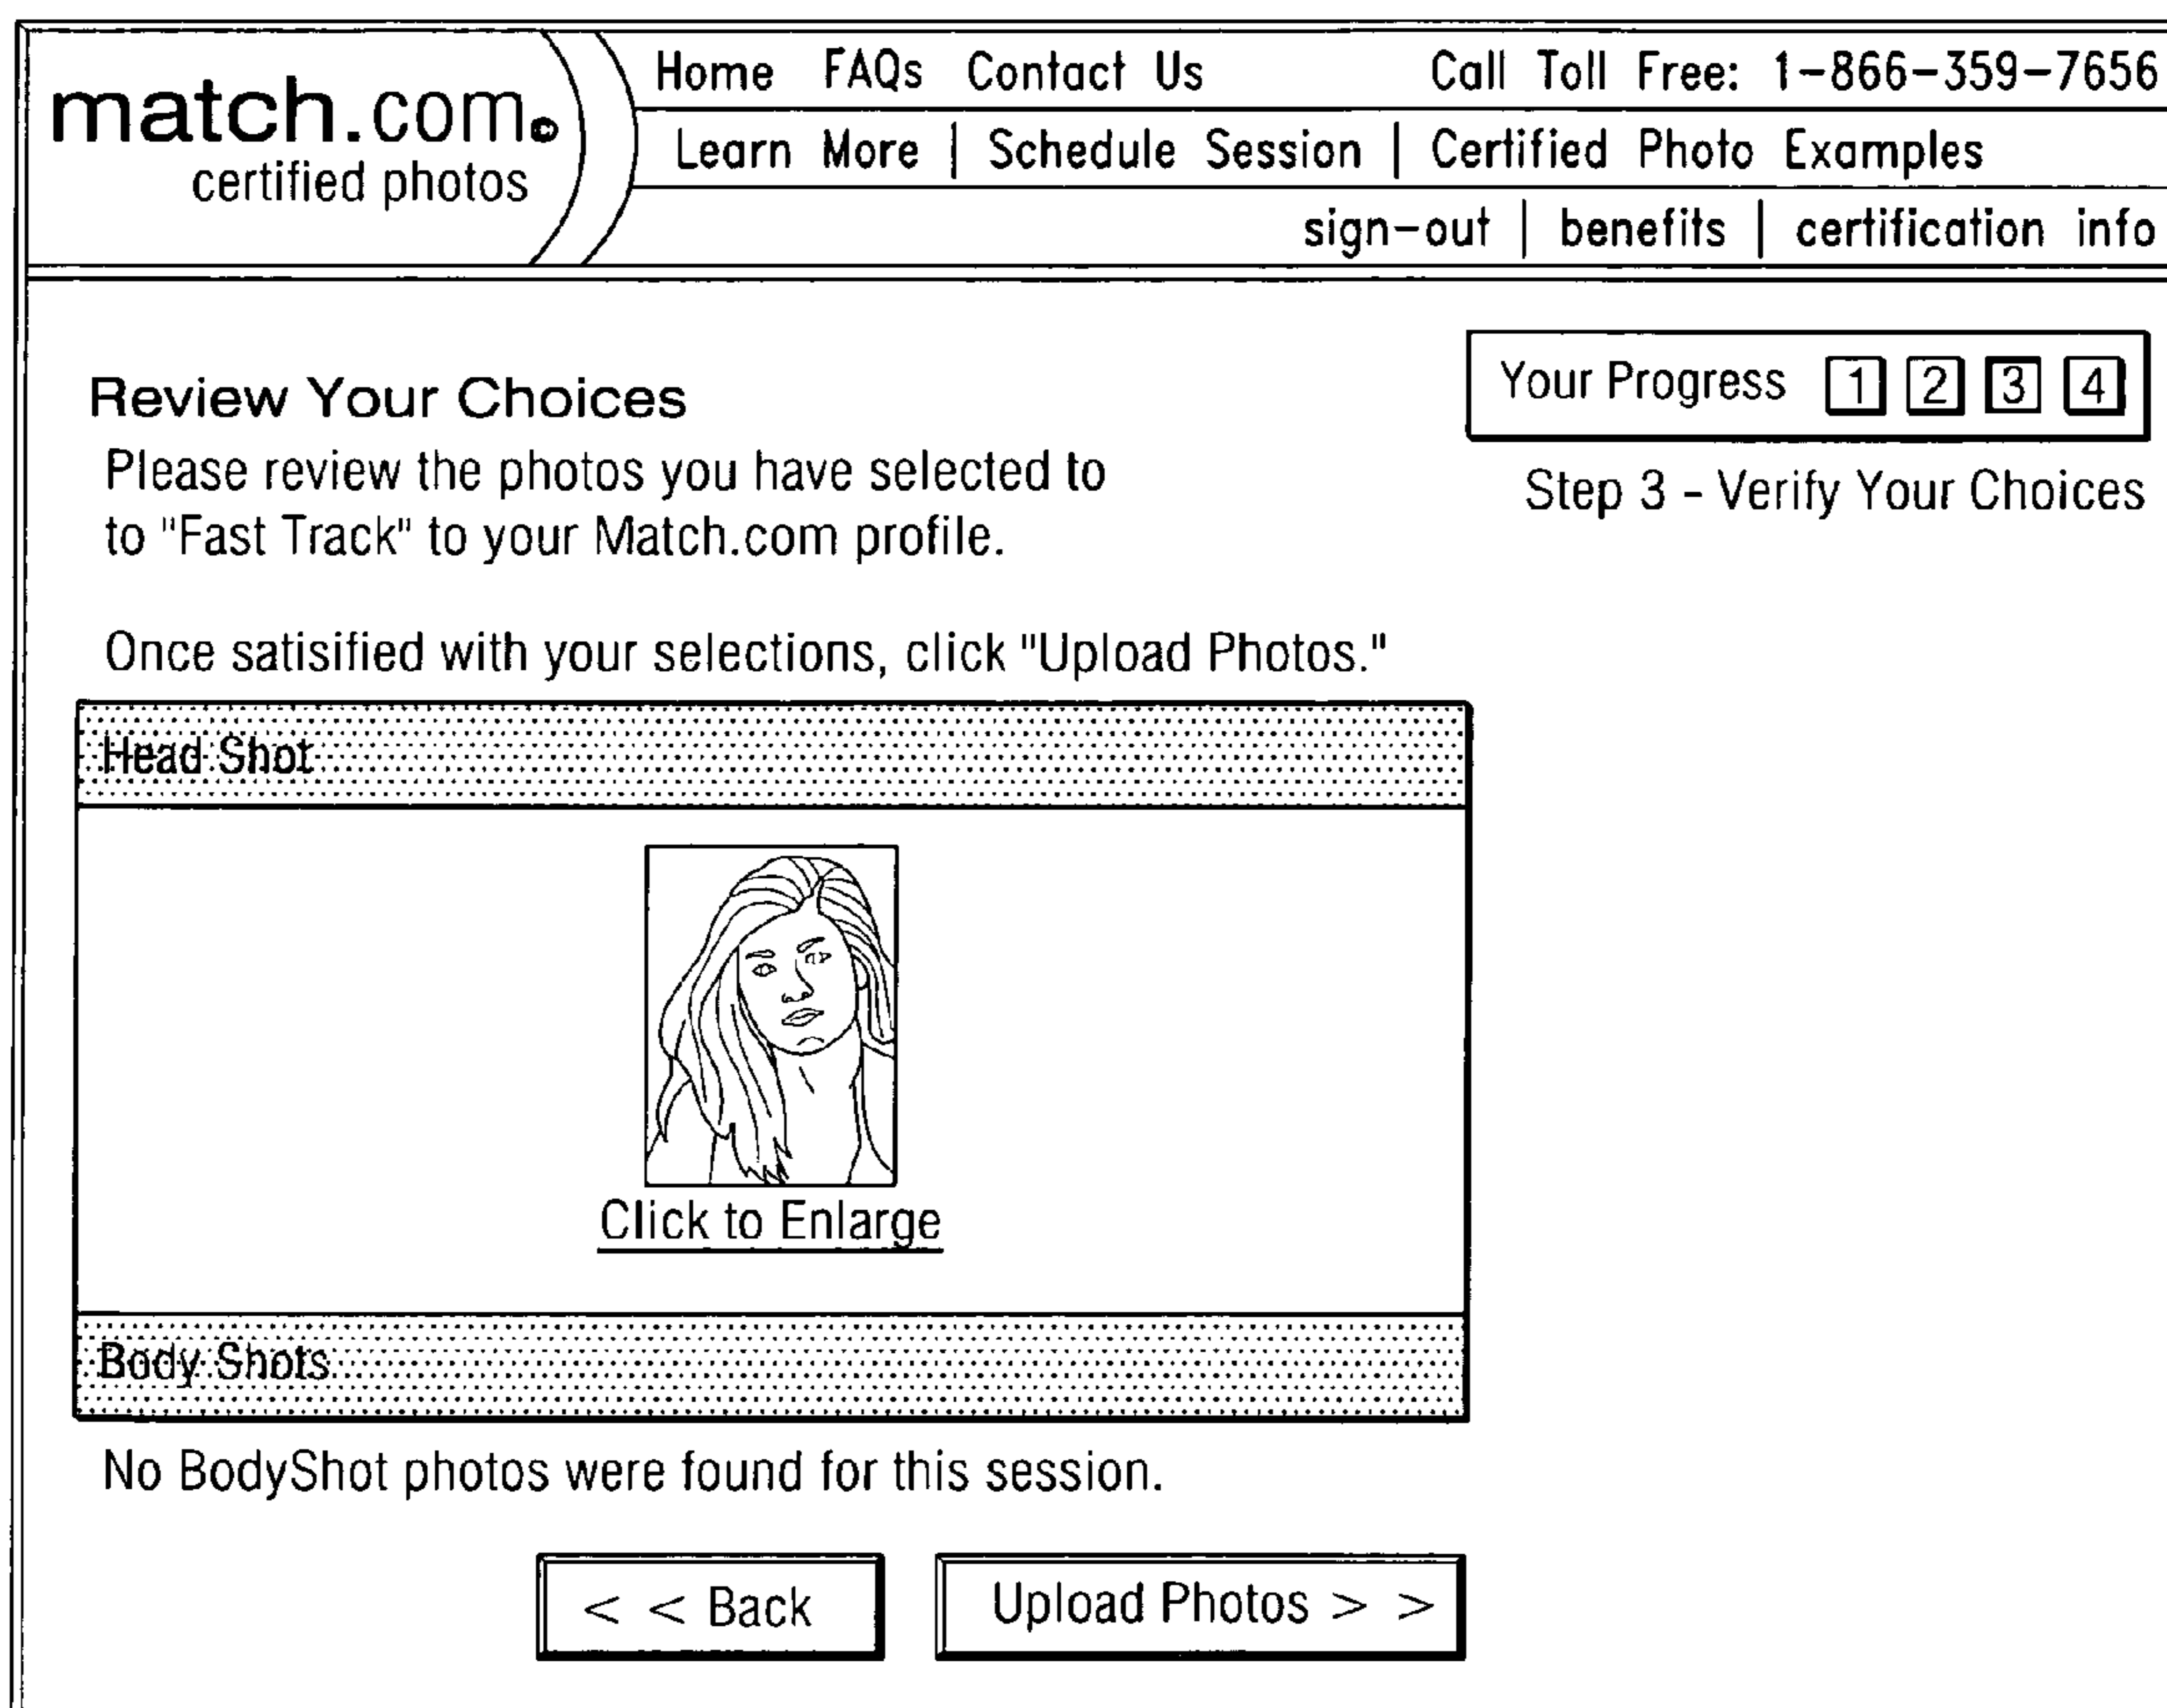 match.com©
certified photos
Home FAQs Contact Us Call Toll Free: 1-866-359-7656
Learn More | Schedule Session | Certified Photo Examples
sign-out | benefits | certification info
Your Progress 1 2 3 4
Step 3 - Verify Your Choices
Review Your Choices
Please review the photos you have selected to
to "Fast Track" to your Match.com profile.
Once satisified with your selections, click "Upload Photos."
Head Shot
Click to Enlarge
Body Shots
No BodyShot photos were found for this session.
< < Back
Upload Photos > >